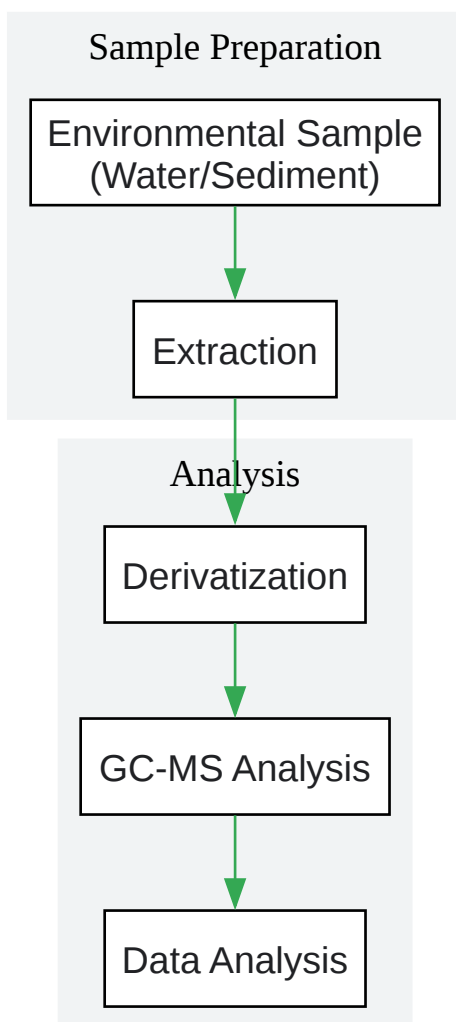 Sample Preparation
Environmental Sample
(Water/Sediment)
Extraction
Analysis
Derivatization
GC-MS Analysis
Data Analysis